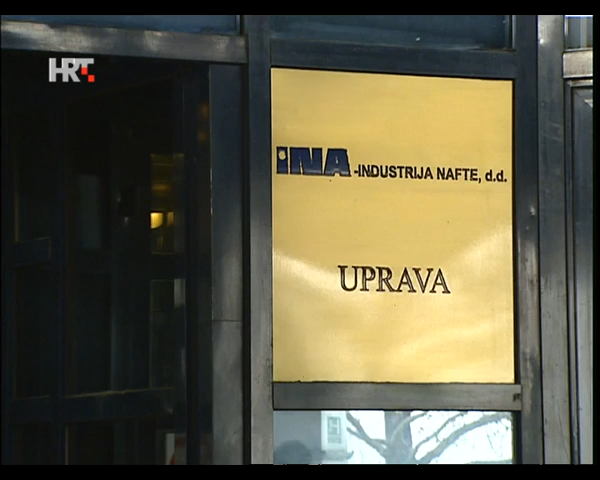 HRT
INA -INDUSTRIJA NAFTE, d.d.
UPRAVA